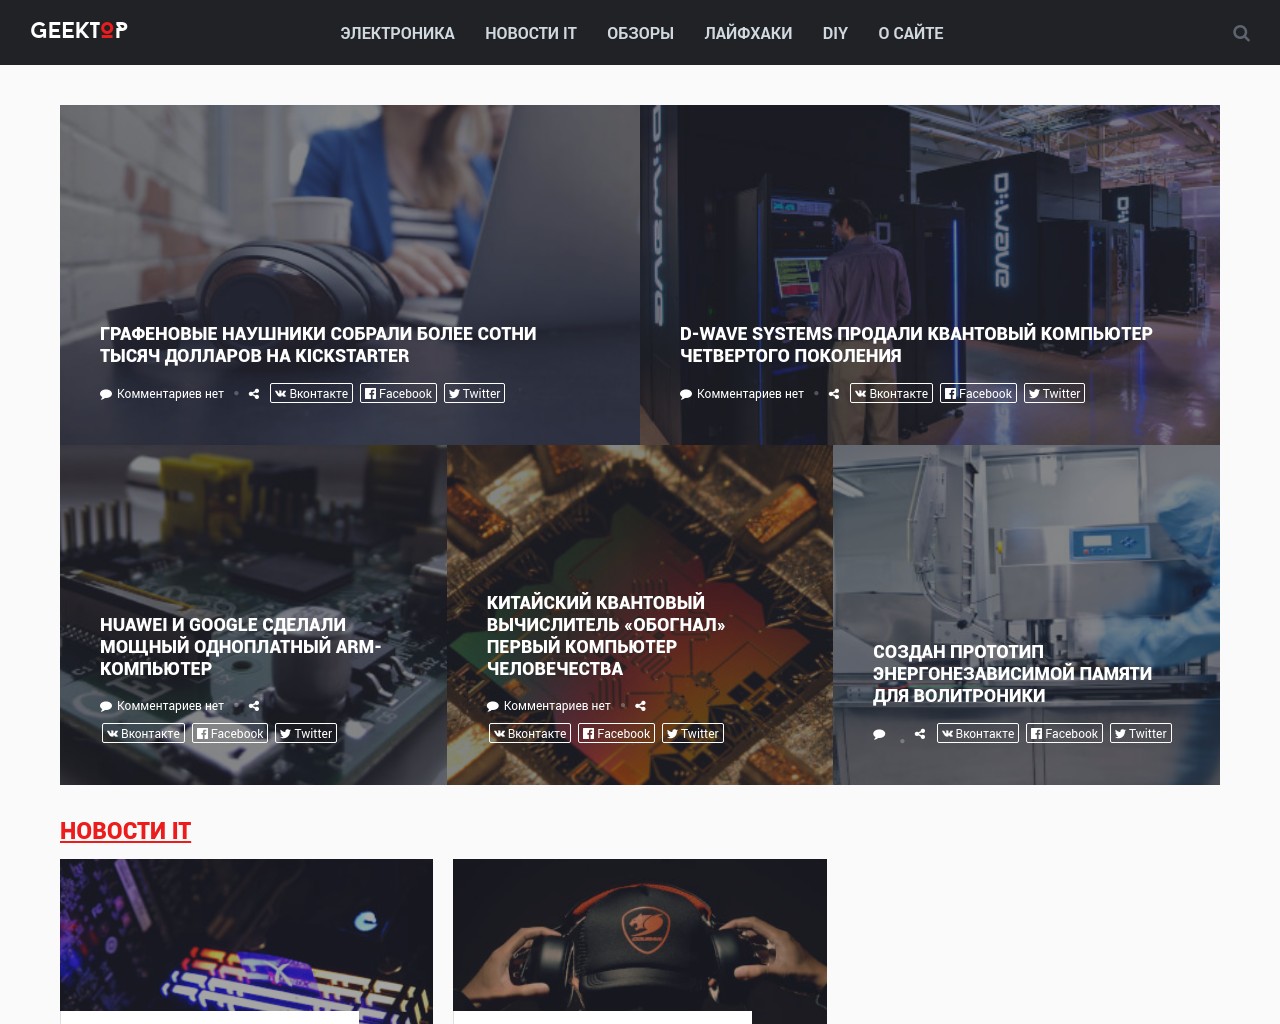 GEEKTOP
ЭЛЕКТРОНИКА НОВОСТИ IT ОБЗОРЫ ЛАЙФХАКИ DIY О САЙТЕ
D:wave
D:wave
ГРАФЕНОВЫЕ НАУШНИКИ СОБРАЛИ БОЛЕЕ СОТНИ
ТЫСЯЧ ДОЛЛАРОВ НА KICKSTARTER
Комментариев нет Вконтакте Facebook Twitter
D-WAVE SYSTEMS ПРОДАЛИ КВАНТОВЫЙ КОМПЬЮТЕР
ЧЕТВЕРТОГО ПОКОЛЕНИЯ
Комментариев нет Вконтакте Facebook Twitter
HUAWEI И GOOGLE СДЕЛАЛИ
МОЩНЫЙ ОДНОПЛАТНЫЙ ARM-
КОМПЬЮТЕР
Комментариев нет
Вконтакте Facebook Twitter
КИТАЙСКИЙ КВАНТОВЫЙ
ВЫЧИСЛИТЕЛЬ «ОБОГНАЛ»
ПЕРВЫЙ КОМПЬЮТЕР
ЧЕЛОВЕЧЕСТВА
Комментариев нет
Вконтакте Facebook Twitter
СОЗДАН ПРОТОТИП
ЭНЕРГОНЕЗАВИСИМОЙ ПАМЯТИ
ДЛЯ ВОЛИТРОНИКИ
Вконтакте Facebook Twitter
НОВОСТИ IT
COUGAR